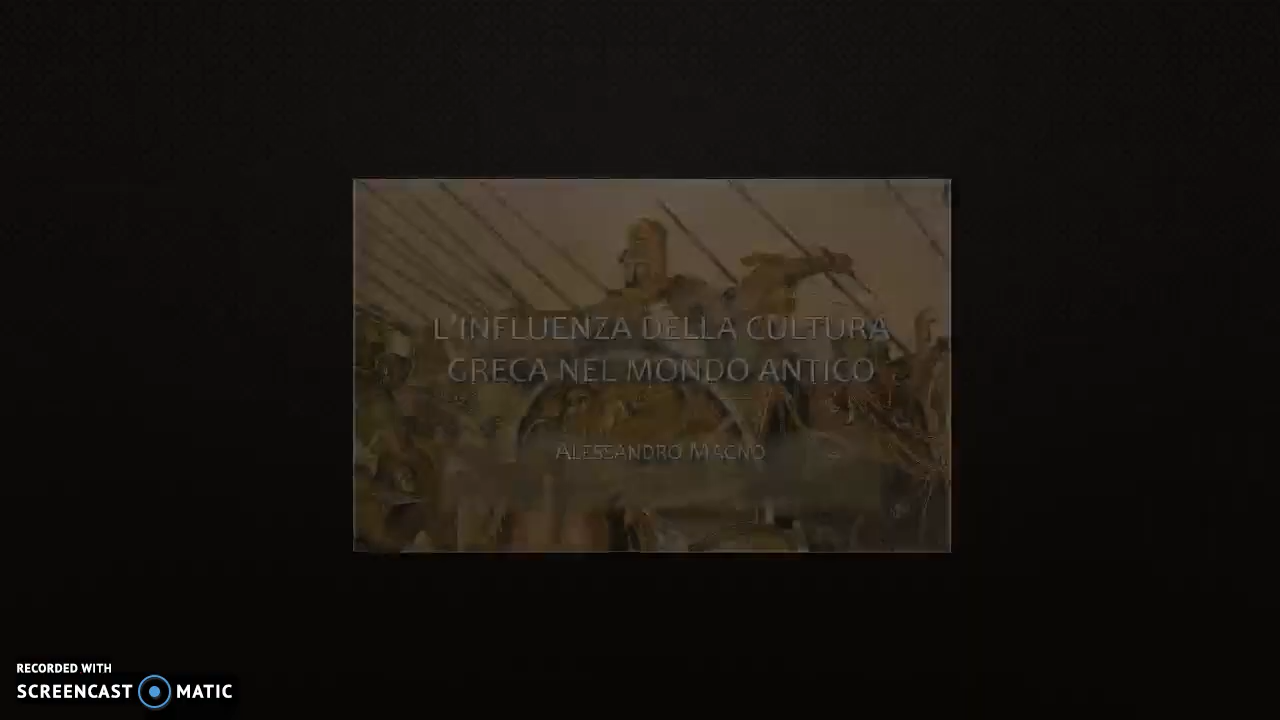 L'INFLUENZA DELLA CULTURA
GRECA NEL MONDO ANTICO
ALESSANDRO MAGNO
RECORDED WITH
SCREENCAST MATIC